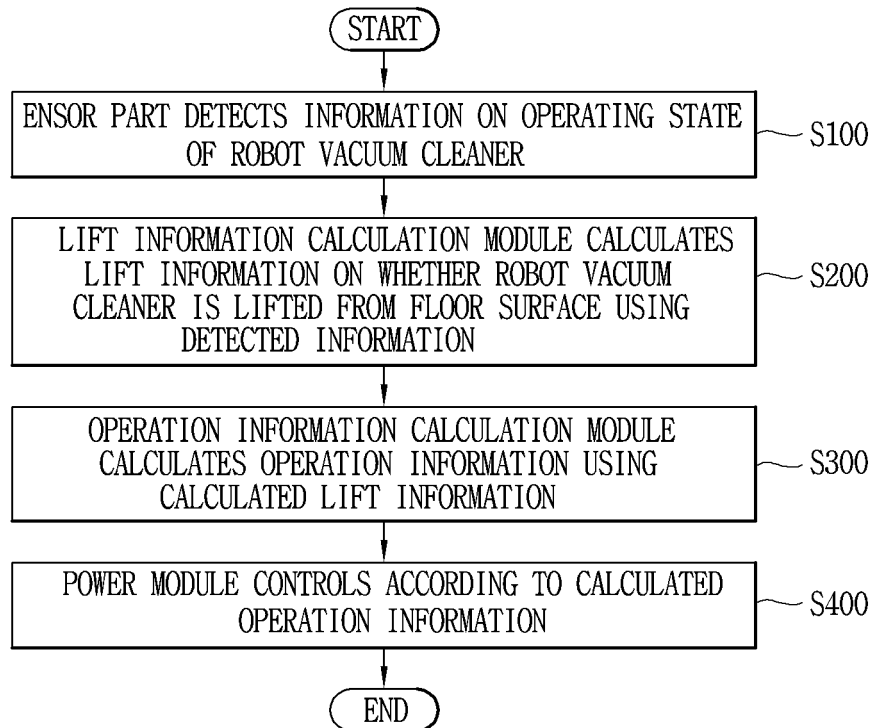 START
ENSOR PART DETECTS INFORMATION ON OPERATING STATE
OF ROBOT VACUUM CLEANER
S100
LIFT INFORMATION CALCULATION MODULE CALCULATES
LIFT INFORMATION ON WHETHER ROBOT VACUUM
CLEANER IS LIFTED FROM FLOOR SURFACE USING
DETECTED INFORMATION
S200
OPERATION INFORMATION CALCULATION MODULE
CALCULATES OPERATION INFORMATION USING
CALCULATED LIFT INFORMATION
S300
POWER MODULE CONTROLS ACCORDING TO CALCULATED
OPERATION INFORMATION
S400
END